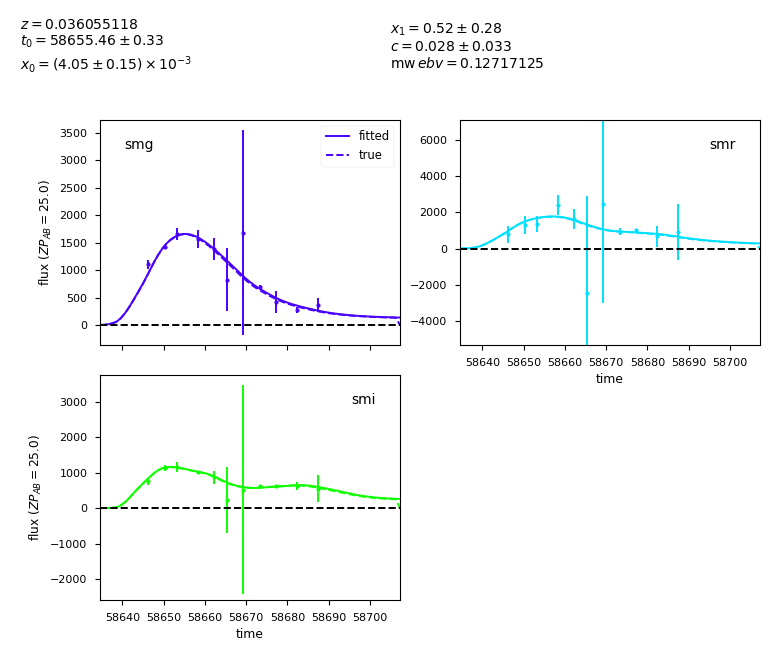 z = 0.036055118
t₀ = 58655.46 ± 0.33
x₀ = (4.05 ± 0.15) × 10⁻³
x₁ = 0.52 ± 0.28
c = 0.028 ± 0.033
mw ebv = 0.12717125
smg
fitted
true
3500
3000
2500
2000
1500
1000
500
0
flux (ZP_AB = 25.0)
smr
6000
4000
2000
0
−2000
−4000
58640 58650 58660 58670 58680 58690 58700
time
smi
3000
2000
1000
0
−1000
−2000
flux (ZP_AB = 25.0)
58640 58650 58660 58670 58680 58690 58700
time